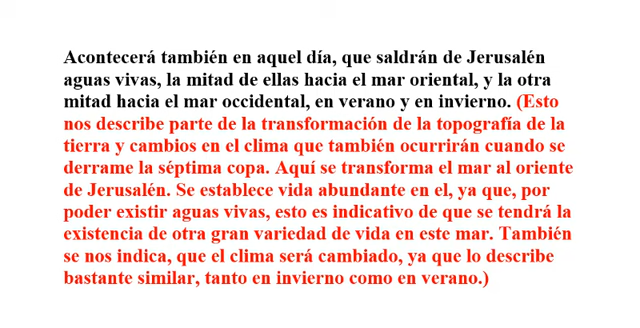 Acontecerá también en aquel día, que saldrán de Jerusalén
aguas vivas, la mitad de ellas hacia el mar oriental, y la otra
mitad hacia el mar occidental, en verano y en invierno. (Esto
nos describe parte de la transformación de la topografía de la
tierra y cambios en el clima que también ocurrirán cuando se
derrame la séptima copa. Aquí se transforma el mar al oriente
de Jerusalén. Se establece vida abundante en el, ya que, por
poder existir aguas vivas, esto es indicativo de que se tendrá la
existencia de otra gran variedad de vida en este mar. También
se nos indica, que el clima será cambiado, ya que lo describe
bastante similar, tanto en invierno como en verano.)